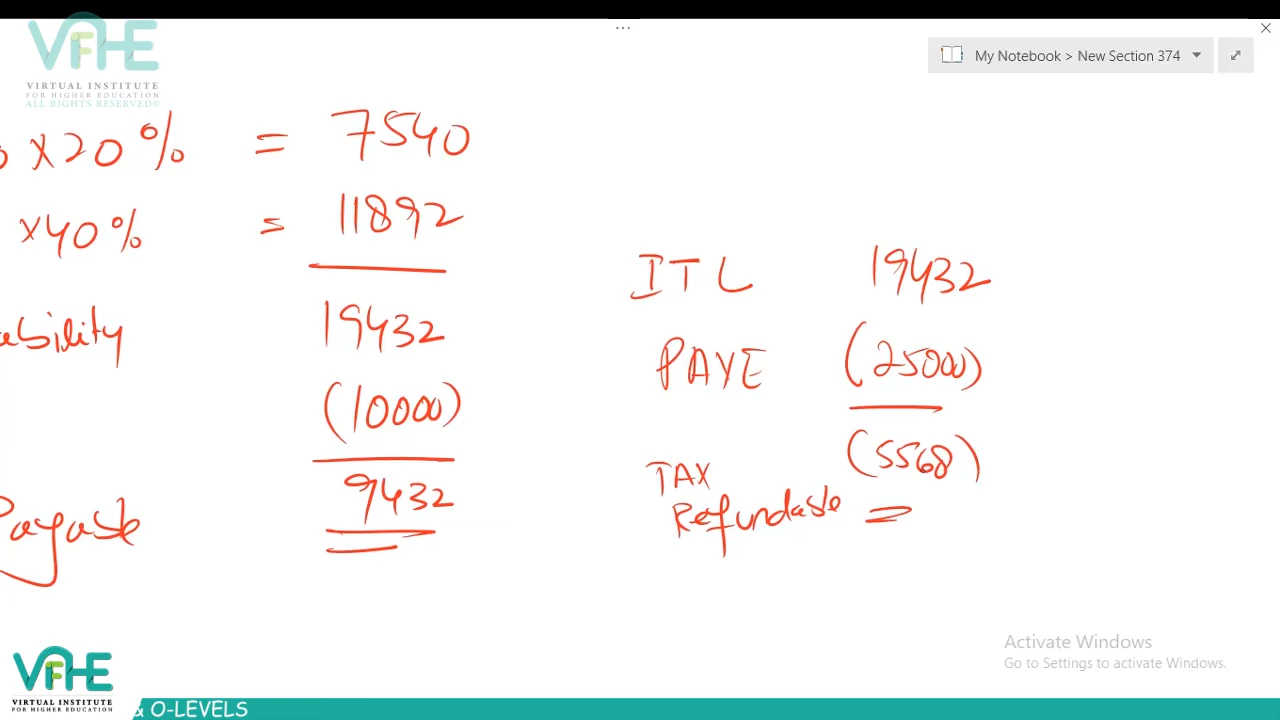 VFHE
VIRTUAL INSTITUTE
FOR HIGHER EDUCATION
ALL RIGHTS RESERVED©
...
My Notebook > New Section 374
x20% = 7540
x40% = 11892
ability 19432
(10000)
Payable 9432
ITL 19432
PAYE (25000)
(5568)
TAX
Refundable
Activate Windows
Go to Settings to activate Windows.
VFHE
VIRTUAL INSTITUTE
FOR HIGHER EDUCATION
& O-LEVELS